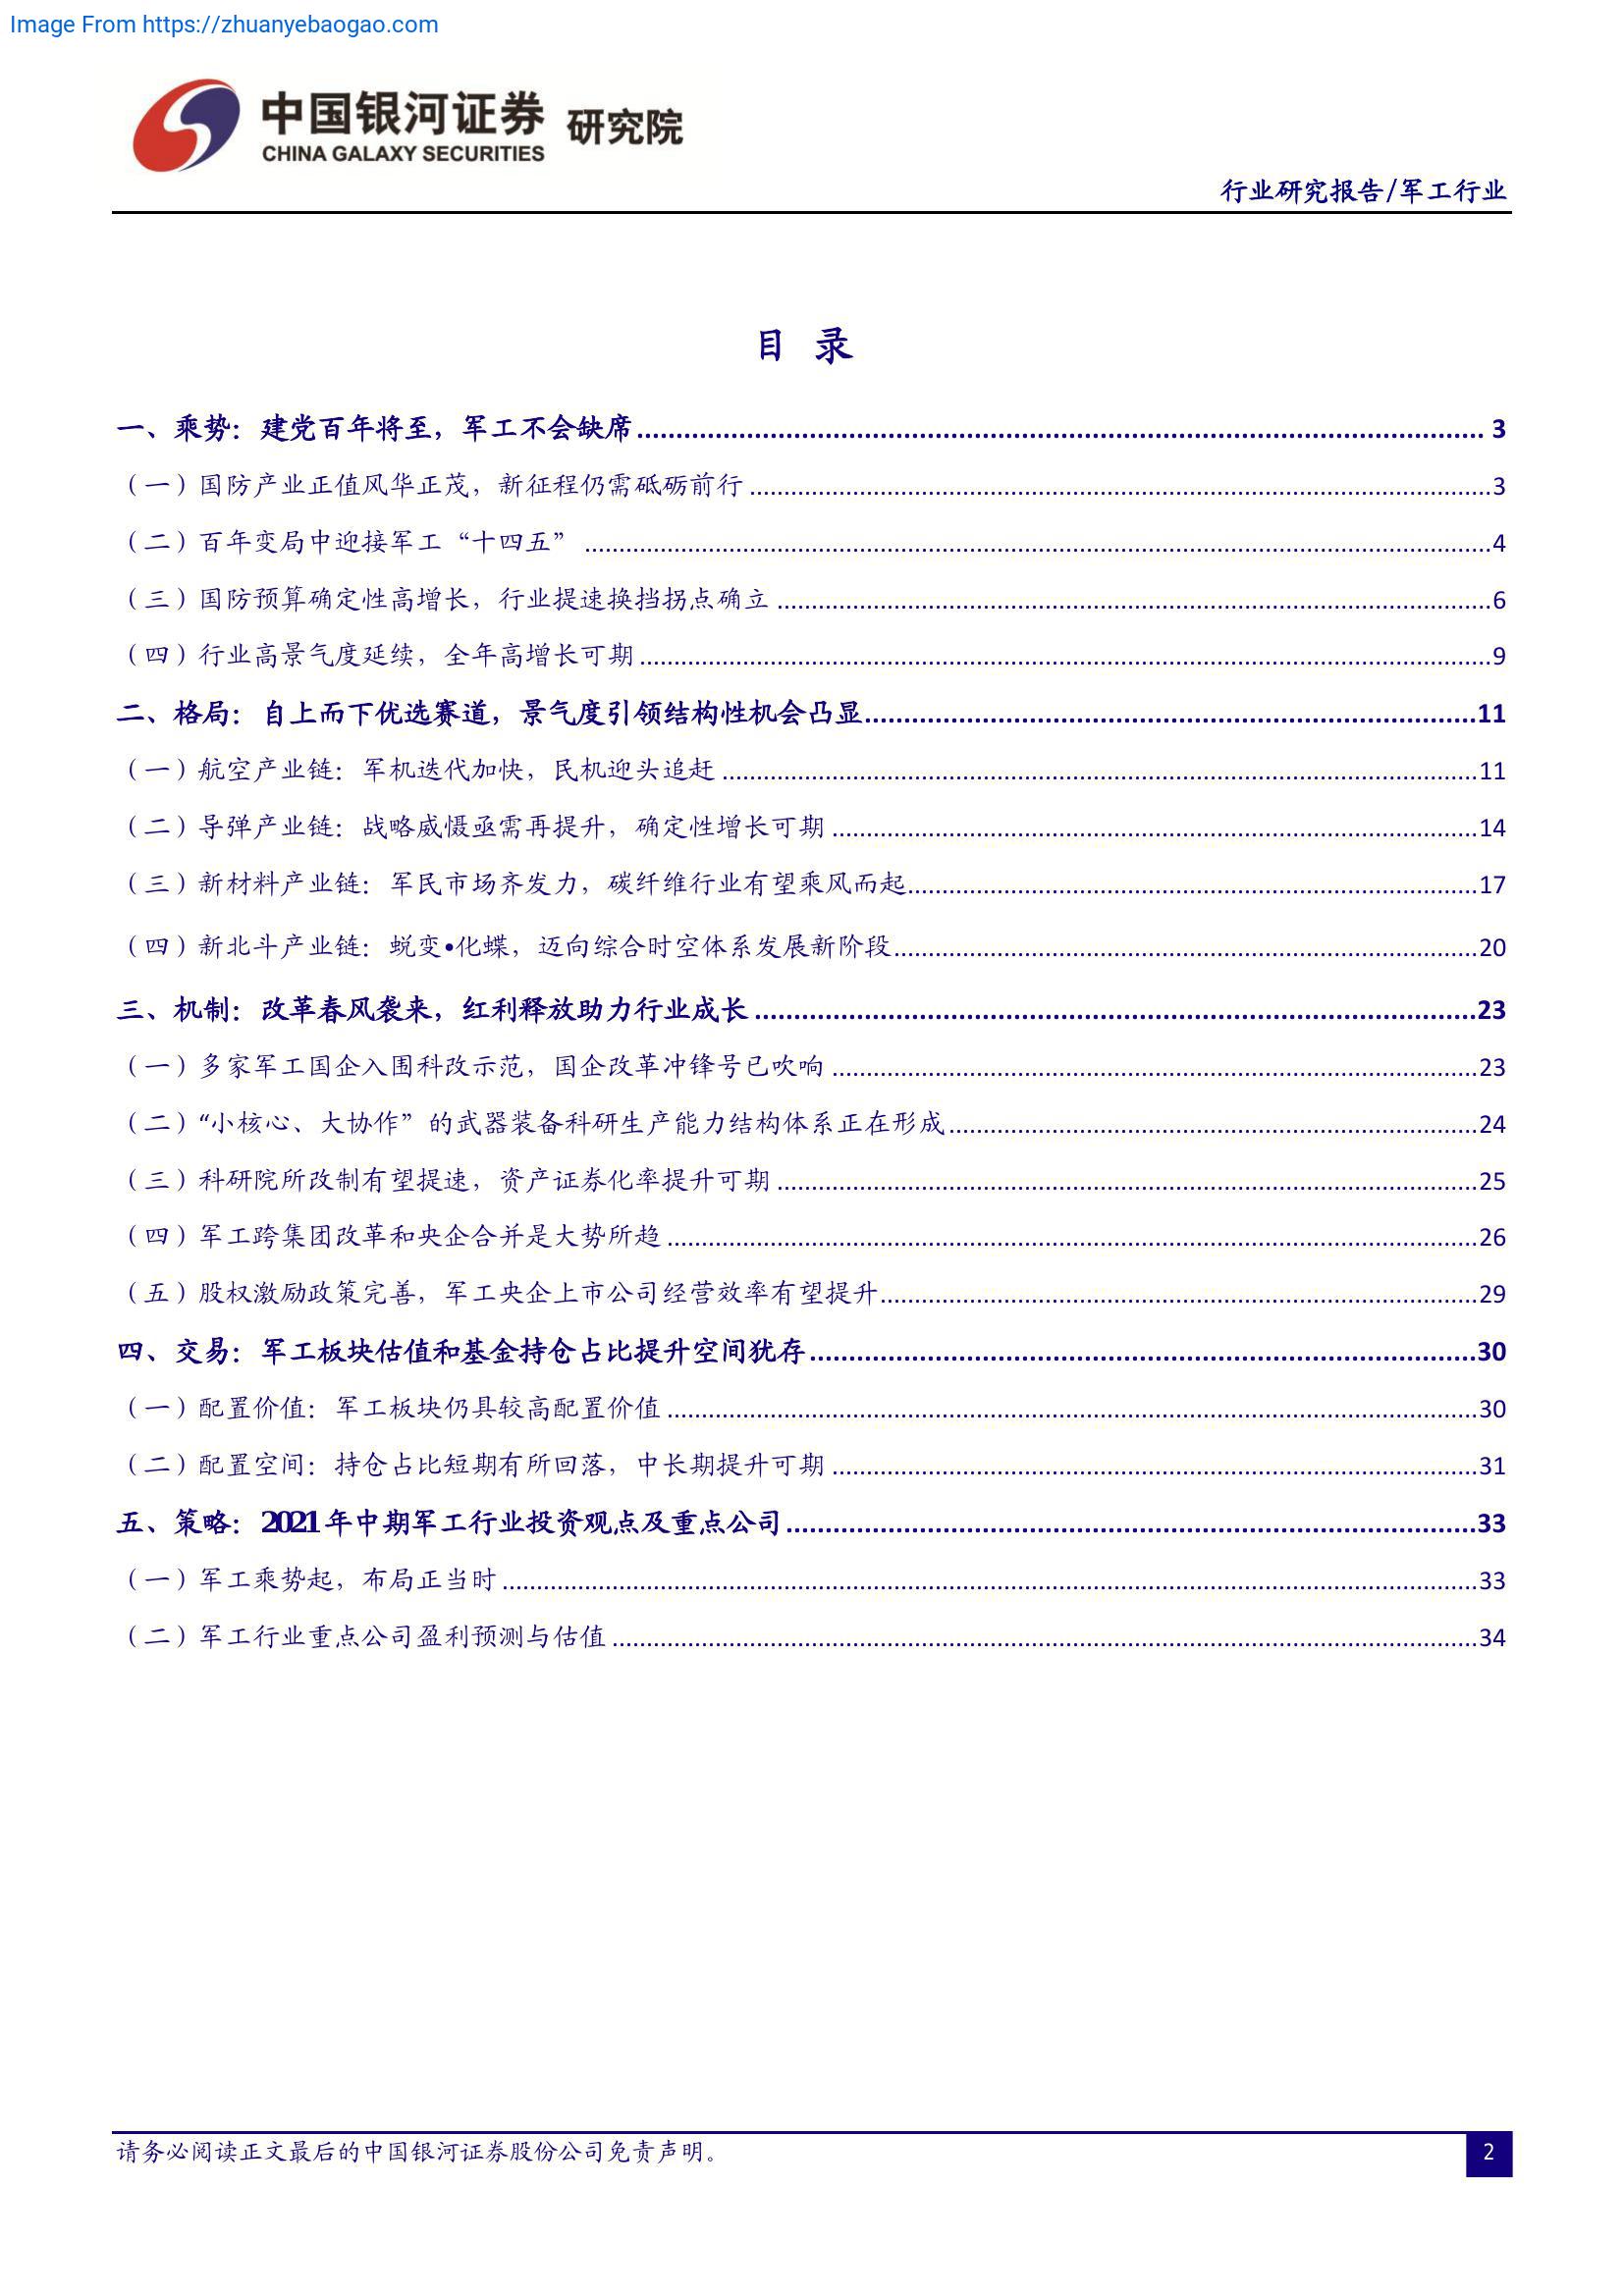 Image From https://zhuanyebaogao.com
中国银河证券 研究院
CHINA GALAXY SECURITIES
行业研究报告/军工行业
目 录
一、乘势：建党百年将至，军工不会缺席........ 3
（一）国防产业正值风华正茂，新征程仍需砥砺前行........3
（二）百年变局中迎接军工“十四五”........4
（三）国防预算确定性高增长，行业提速换挡拐点确立........6
（四）行业高景气度延续，全年高增长可期........9
二、格局：自上而下优选赛道，景气度引领结构性机会凸显........11
（一）航空产业链：军机迭代加快，民机迎头追赶........11
（二）导弹产业链：战略威慑亟需再提升，确定性增长可期........14
（三）新材料产业链：军民市场齐发力，碳纤维行业有望乘风而起........17
（四）新北斗产业链：蜕变•化蝶，迈向综合时空体系发展新阶段........20
三、机制：改革春风袭来，红利释放助力行业成长........23
（一）多家军工国企入围科改示范，国企改革冲锋号已吹响........23
（二）“小核心、大协作”的武器装备科研生产能力结构体系正在形成........24
（三）科研院所改制有望提速，资产证券化率提升可期........25
（四）军工跨集团改革和央企合并是大势所趋........26
（五）股权激励政策完善，军工央企上市公司经营效率有望提升........29
四、交易：军工板块估值和基金持仓占比提升空间犹存........30
（一）配置价值：军工板块仍具较高配置价值........30
（二）配置空间：持仓占比短期有所回落，中长期提升可期........31
五、策略：2021年中期军工行业投资观点及重点公司........33
（一）军工乘势起，布局正当时........33
（二）军工行业重点公司盈利预测与估值........34
请务必阅读正文最后的中国银河证券股份公司免责声明。
2